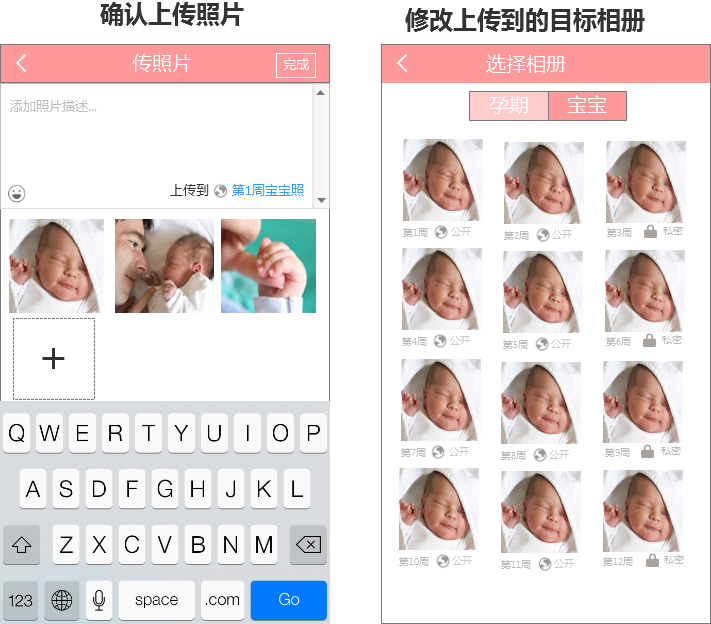 确认上传照片
传照片
完成
添加照片描述...
上传到 第1周宝宝照
Q W E R T Y U I O P
A S D F G H J K L
Z X C V B N M
123 space .com Go
修改上传到的目标相册
选择相册
孕期 宝宝
第1周 公开 第2周 公开 第3周 私密
第4周 公开 第5周 公开 第6周 私密
第7周 公开 第8周 公开 第9周 私密
第10周 公开 第11周 公开 第12周 私密